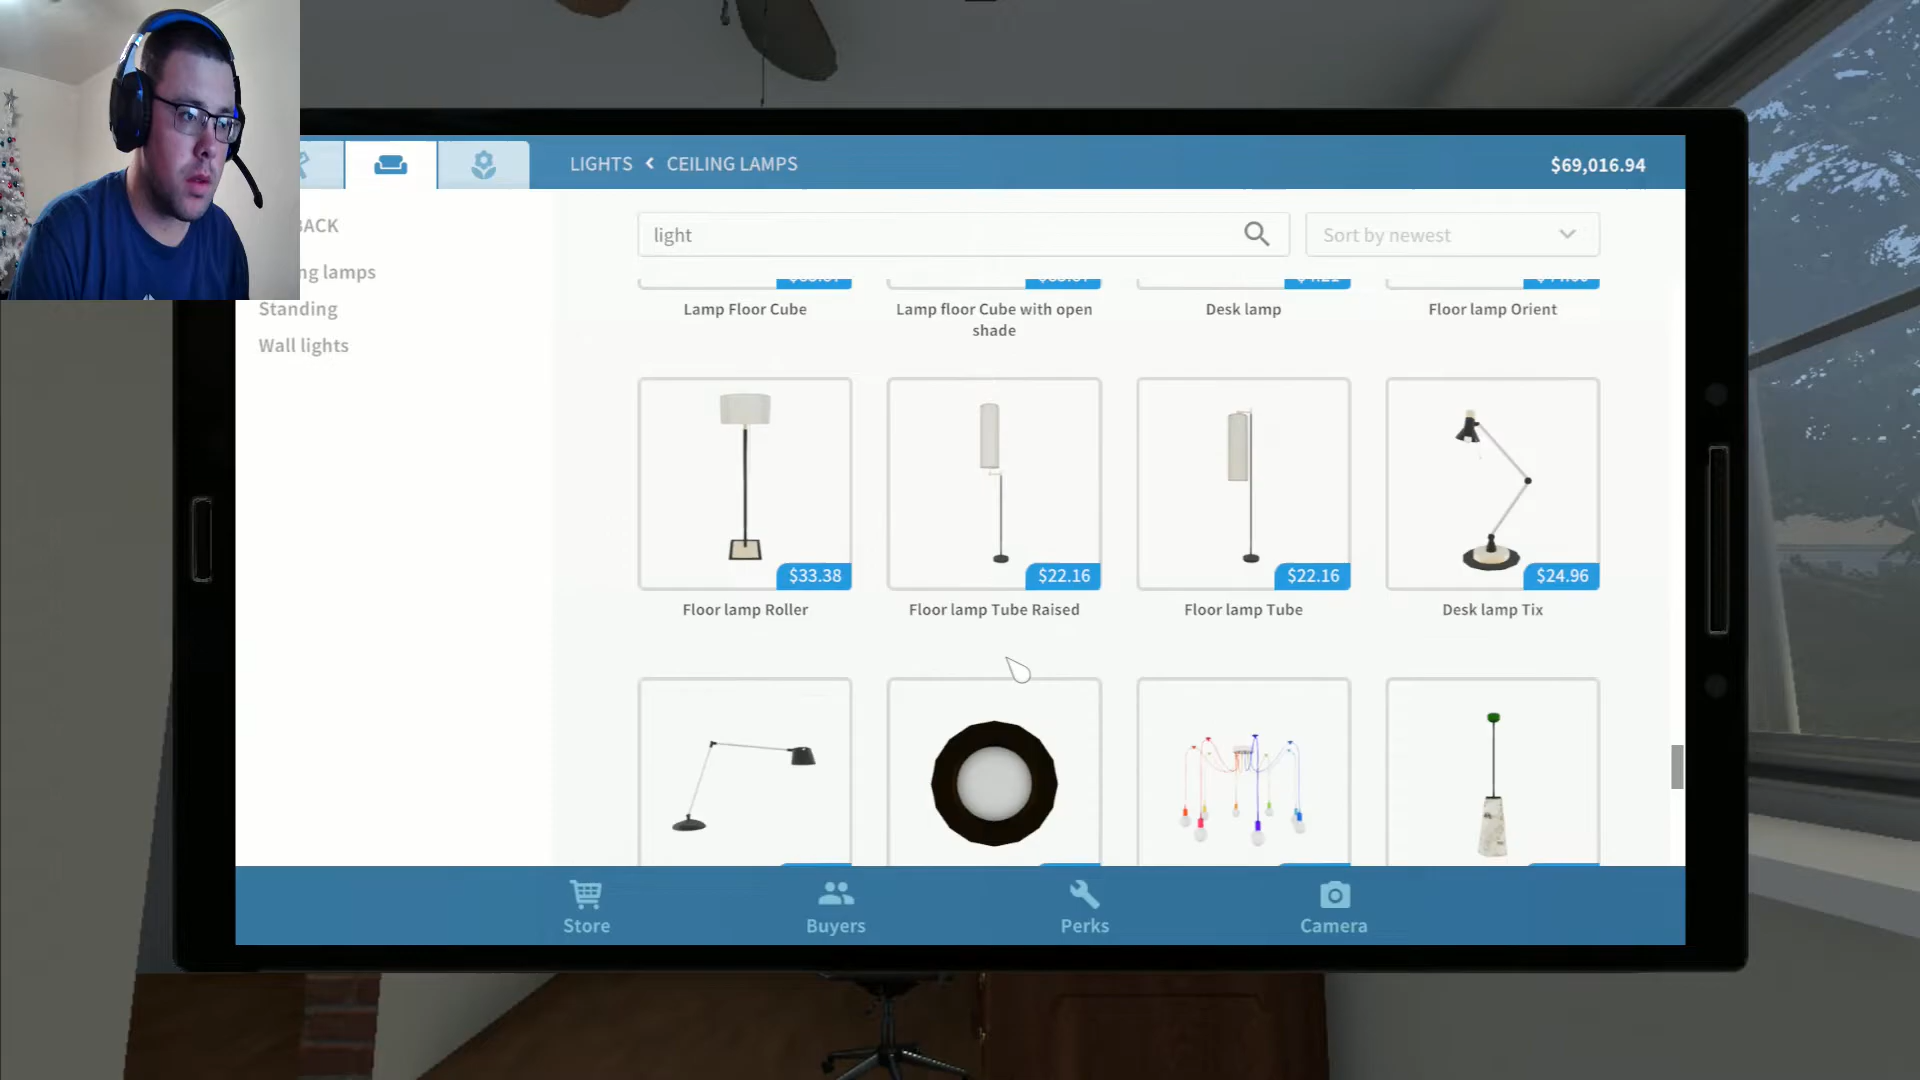 LIGHTS < CEILING LAMPS
$69,016.94
BACK
ng lamps
Standing
Wall lights
light
Sort by newest
Lamp Floor Cube
Lamp floor Cube with open
shade
Desk lamp
Floor lamp Orient
$33.38
$22.16
$22.16
$24.96
Floor lamp Roller
Floor lamp Tube Raised
Floor lamp Tube
Desk lamp Tix
Store
Buyers
Perks
Camera